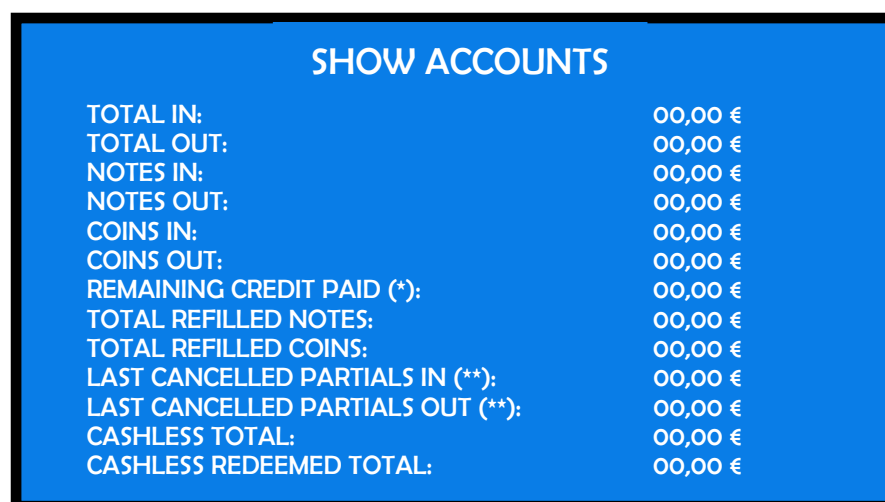 SHOW ACCOUNTS
TOTAL IN: 00,00 €
TOTAL OUT: 00,00 €
NOTES IN: 00,00 €
NOTES OUT: 00,00 €
COINS IN: 00,00 €
COINS OUT: 00,00 €
REMAINING CREDIT PAID (*): 00,00 €
TOTAL REFILLED NOTES: 00,00 €
TOTAL REFILLED COINS: 00,00 €
LAST CANCELLED PARTIALS IN (**): 00,00 €
LAST CANCELLED PARTIALS OUT (**): 00,00 €
CASHLESS TOTAL: 00,00 €
CASHLESS REDEEMED TOTAL: 00,00 €